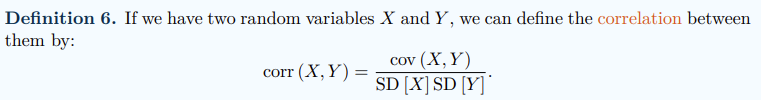 Definition 6. If we have two random variables X and Y, we can define the correlation between
them by:
corr (X, Y) = cov (X, Y) / SD [X] SD [Y].